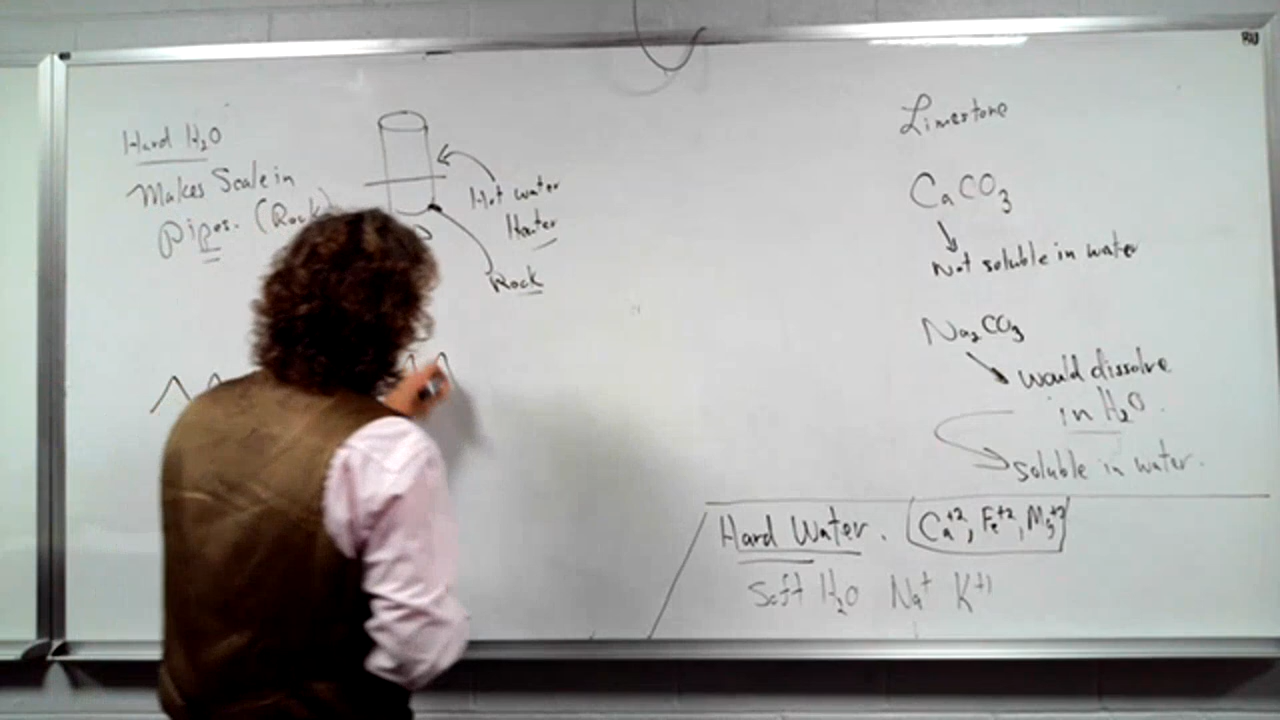 Hard H₂O
Makes Scale in
Pipes. (Rock)
Hot water
Heater
Rock
Limestone
CaCO₃
Not soluble in water
Na₂CO₃
would dissolve
in H₂O.
soluble in water.
Hard Water. Ca⁺², Fe⁺², Mg⁺²
Soft H₂O Na⁺ K⁺¹